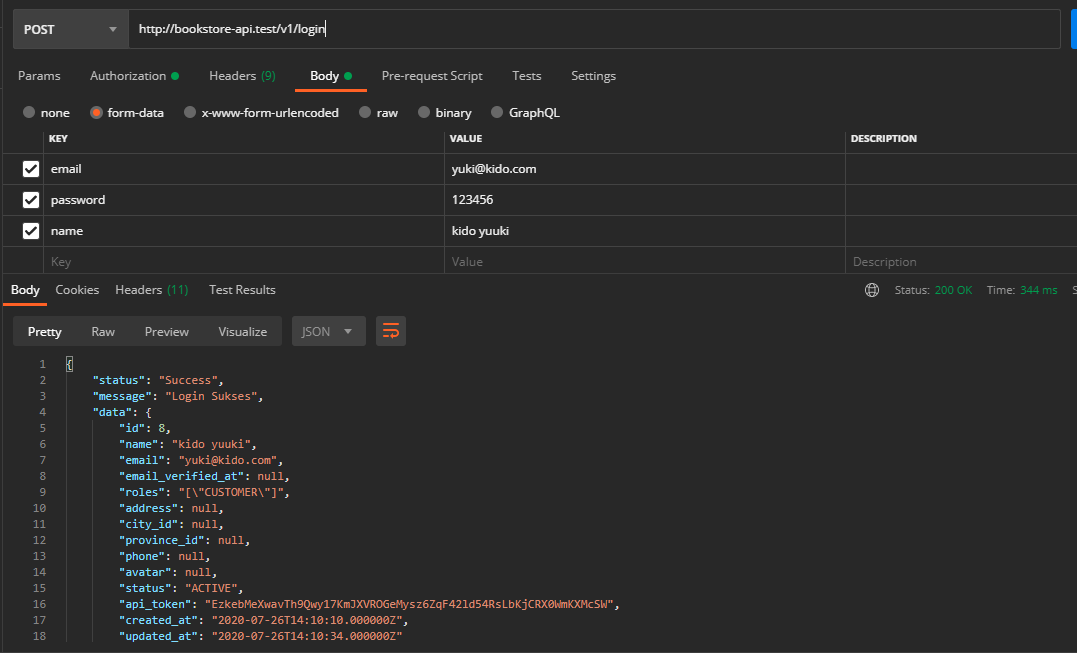 POST http://bookstore-api.test/v1/login
Params Authorization Headers (9) Body Pre-request Script Tests Settings
none form-data x-www-form-urlencoded raw binary GraphQL
KEY VALUE DESCRIPTION
email yuki@kido.com
password 123456
name kido yuuki
Key Value Description
Body Cookies Headers (11) Test Results Status: 200 OK Time: 344 ms S
Pretty Raw Preview Visualize JSON
1 {
2 "status": "Success",
3 "message": "Login Sukses",
4 "data": {
5 "id": 8,
6 "name": "kido yuuki",
7 "email": "yuki@kido.com",
8 "email_verified_at": null,
9 "roles": "[\"CUSTOMER\"]",
10 "address": null,
11 "city_id": null,
12 "province_id": null,
13 "phone": null,
14 "avatar": null,
15 "status": "ACTIVE",
16 "api_token": "EzkebMeXwavTh9Qwy17KmJXVROGeMysz6ZqF42ld54RsLbKjCRX0WmKXMcSW",
17 "created_at": "2020-07-26T14:10:10.000000Z",
18 "updated_at": "2020-07-26T14:10:34.000000Z"